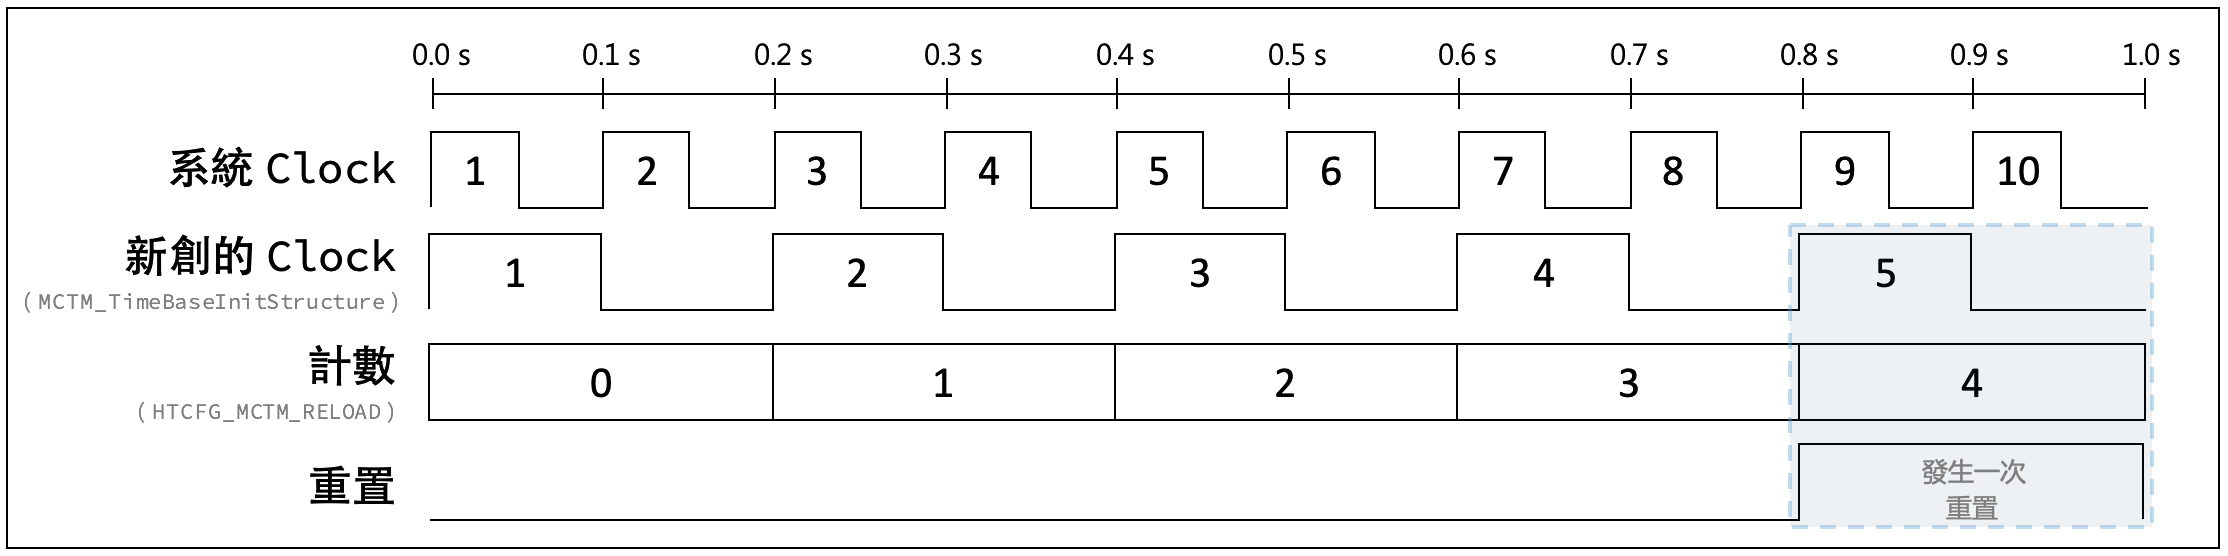 0.0 s 0.1 s 0.2 s 0.3 s 0.4 s 0.5 s 0.6 s 0.7 s 0.8 s 0.9 s 1.0 s
系統 Clock 1 2 3 4 5 6 7 8 9 10
新創的 Clock 1 2 3 4 5
( MCTM_TimeBaseInitStructure )
計數 0 1 2 3 4
( HTCFG_MCTM_RELOAD )
重置
發生一次
重置